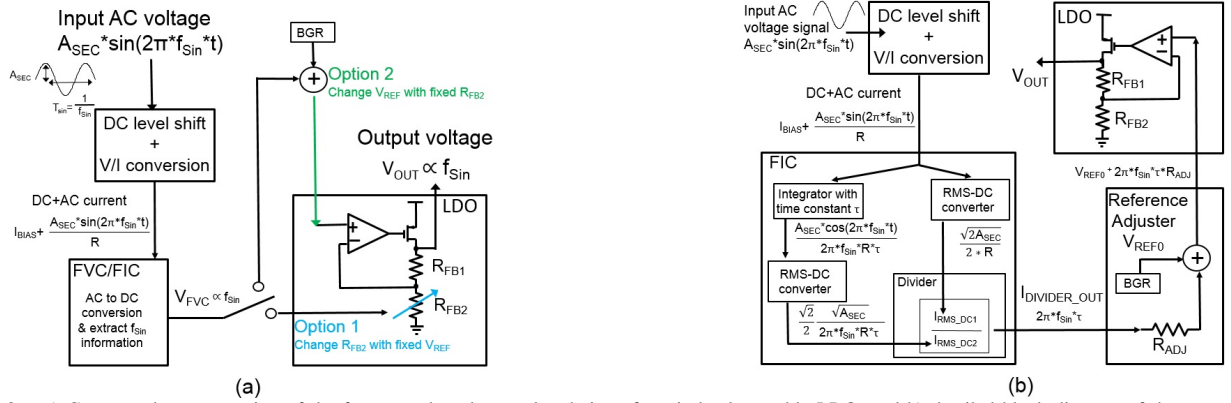 Input AC voltage
A_SEC*sin(2π*f_Sin*t)
A_SEC
T_sin= 1/f_Sin
DC level shift
+
V/I conversion
DC+AC current
I_BIAS+ A_SEC*sin(2π*f_Sin*t)/R
FVC/FIC
AC to DC
conversion
& extract f_Sin
information
V_FVC ∝ f_Sin
BGR
+
Option 2
Change V_REF with fixed R_FB2
Output voltage
V_OUT ∝ f_Sin
LDO
+
−
R_FB1
R_FB2
Option 1
Change R_FB2 with fixed V_REF
(a)
Input AC
voltage signal
A_SEC*sin(2π*f_Sin*t)
DC level shift
+
V/I conversion
DC+AC current
I_BIAS+ A_SEC*sin(2π*f_Sin*t)/R
FIC
Integrator with
time constant τ
A_SEC*cos(2π*f_Sin*t)/2π*f_Sin*R*τ
RMS-DC
converter
√2/2 √A_SEC/2π*f_Sin*R*τ
RMS-DC
converter
√2A_SEC/2 * R
Divider
I_RMS_DC1
I_RMS_DC2
I_DIVIDER_OUT
2π*f_Sin*τ
LDO
+
−
V_OUT
R_FB1
R_FB2
V_REF0 + 2π*f_Sin*τ*R_ADJ
Reference
Adjuster
V_REF0
BGR
+
R_ADJ
(b)